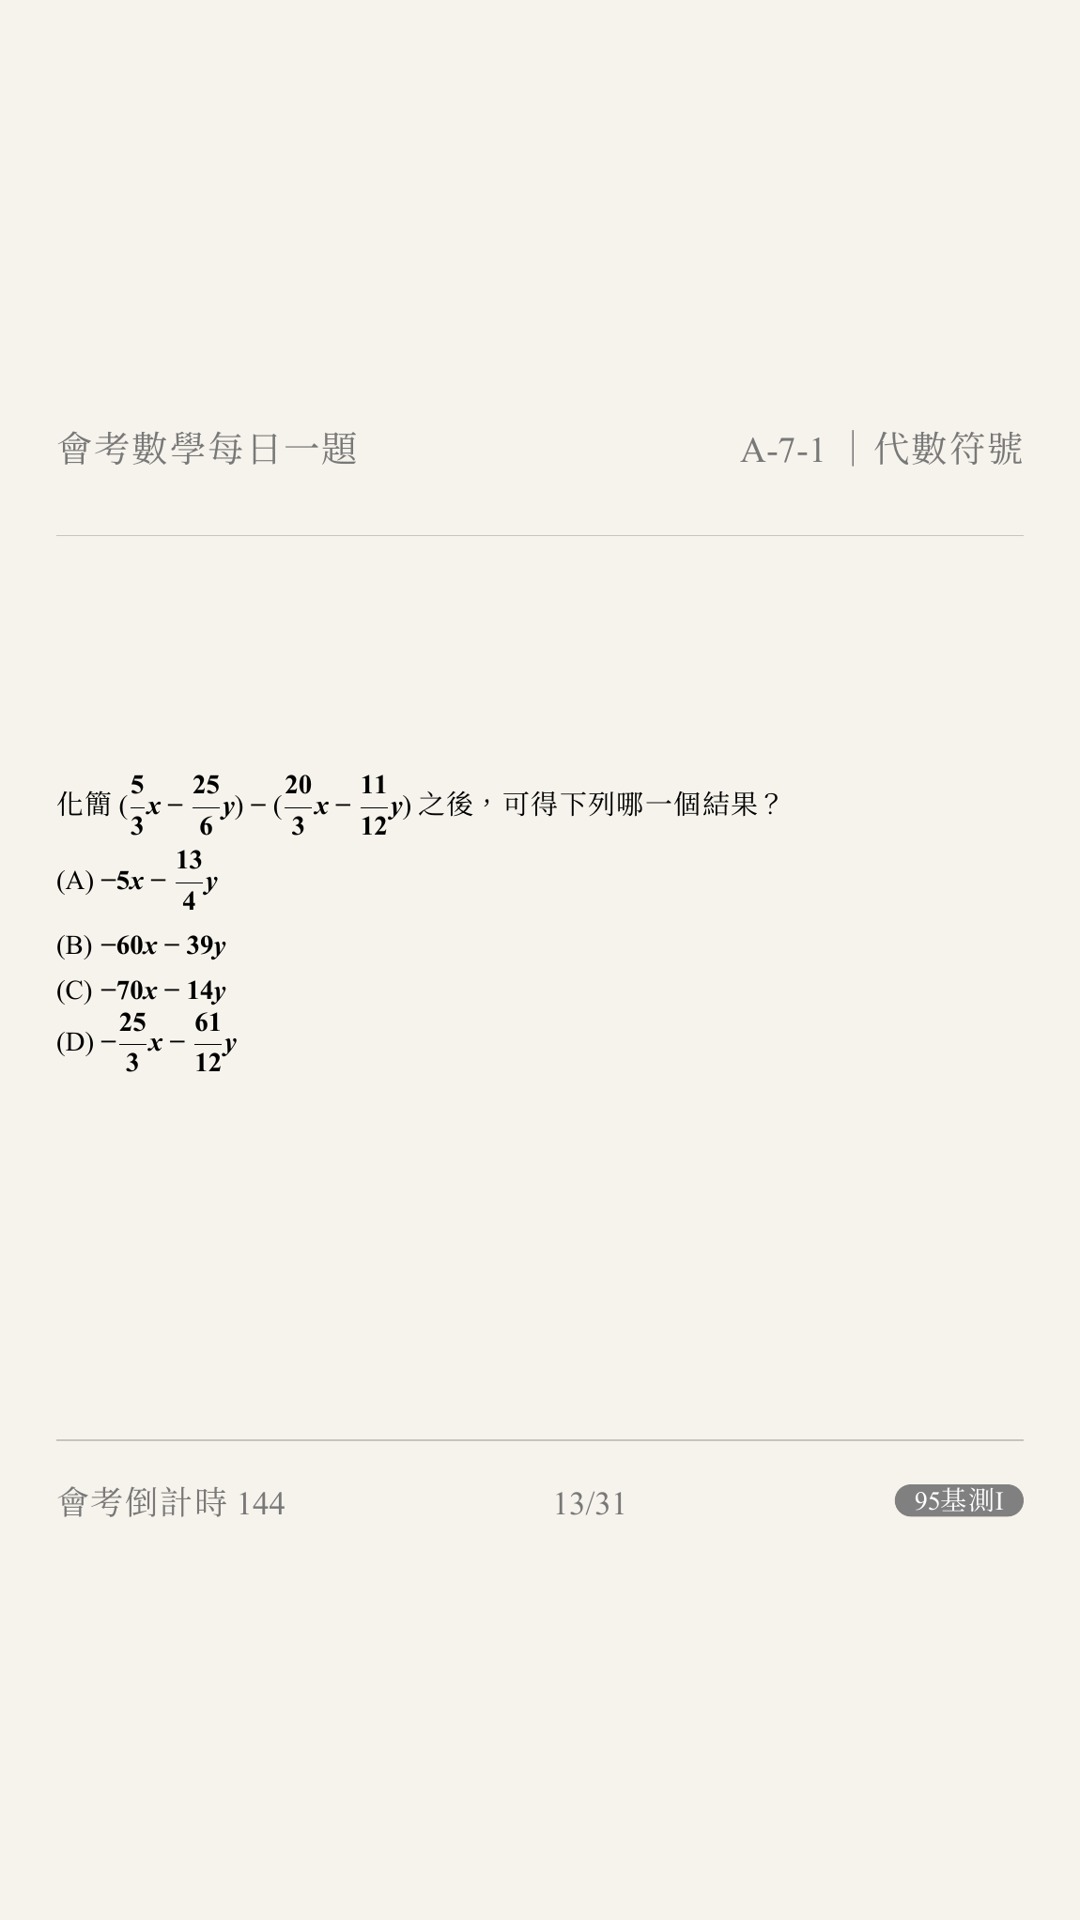 會考數學每日一題
A-7-1｜代數符號
化簡 (5/3x − 25/6y) − (20/3x − 11/12y) 之後，可得下列哪一個結果？
(A) −5x − 13/4y
(B) −60x − 39y
(C) −70x − 14y
(D) −25/3x − 61/12y
會考倒計時 144
13/31
95基測I